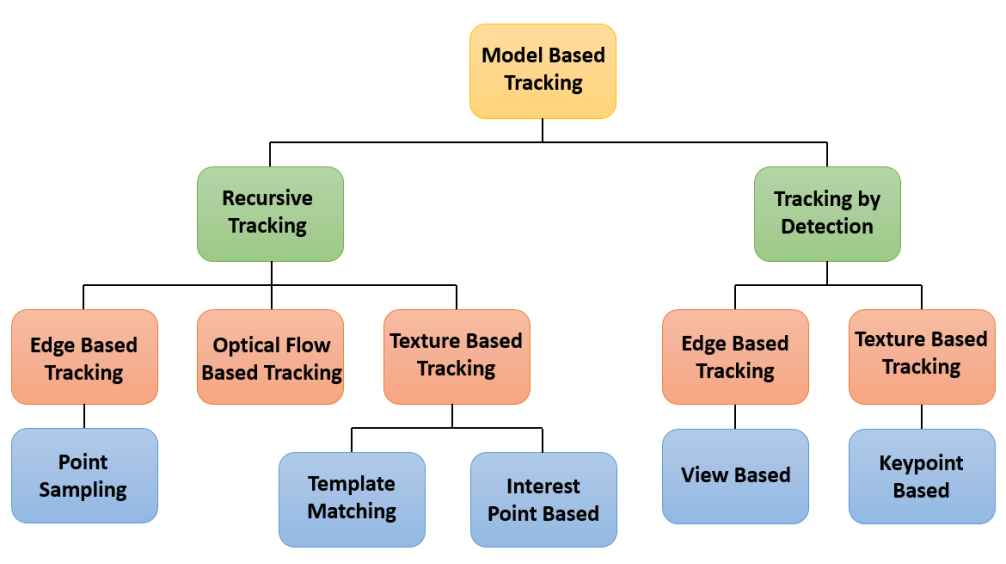 Model Based
Tracking
Recursive
Tracking
Tracking by
Detection
Edge Based
Tracking
Optical Flow
Based Tracking
Texture Based
Tracking
Edge Based
Tracking
Texture Based
Tracking
Point
Sampling
Template
Matching
Interest
Point Based
View Based
Keypoint
Based